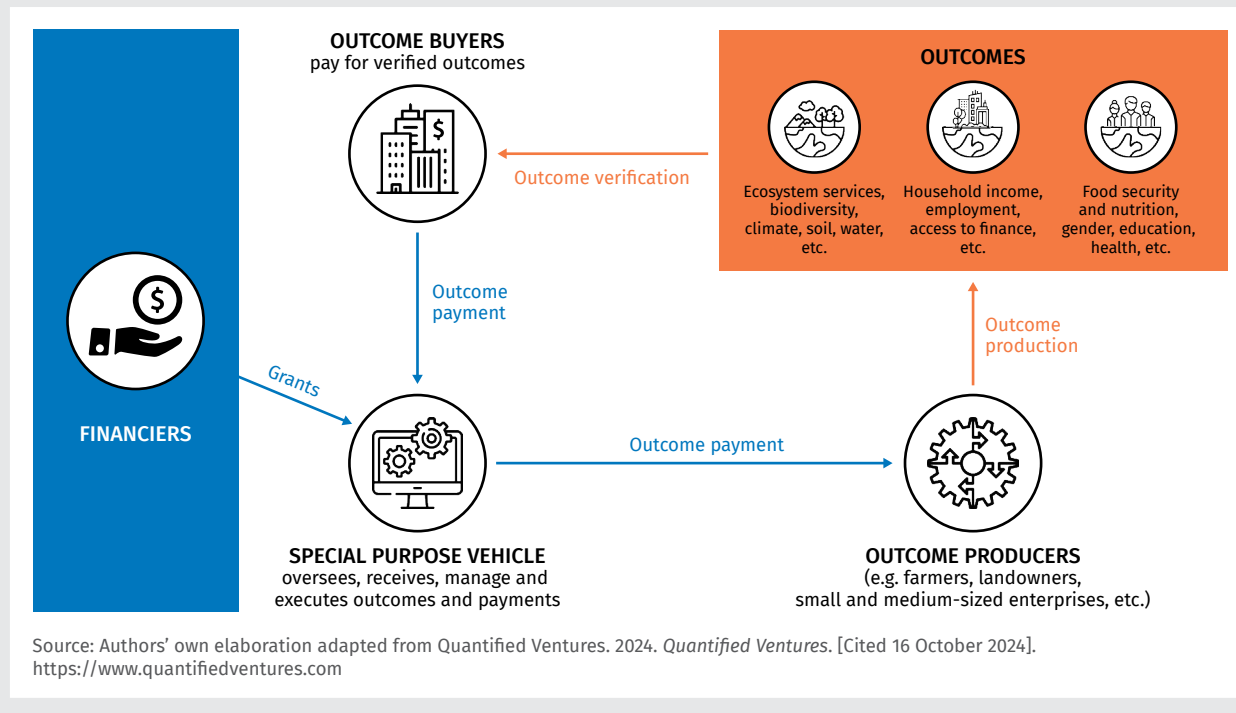 OUTCOME BUYERS
pay for verified outcomes
OUTCOMES
Outcome verification
Ecosystem services,
biodiversity,
climate, soil, water,
etc.
Household income,
employment,
access to finance,
etc.
Food security
and nutrition,
gender, education,
health, etc.
$
$
Outcome
payment
Outcome
production
Grants
FINANCIERS
Outcome payment
SPECIAL PURPOSE VEHICLE
oversees, receives, manage and
executes outcomes and payments
OUTCOME PRODUCERS
(e.g. farmers, landowners,
small and medium-sized enterprises, etc.)
Source: Authors’ own elaboration adapted from Quantified Ventures. 2024. Quantified Ventures. [Cited 16 October 2024].
https://www.quantifiedventures.com